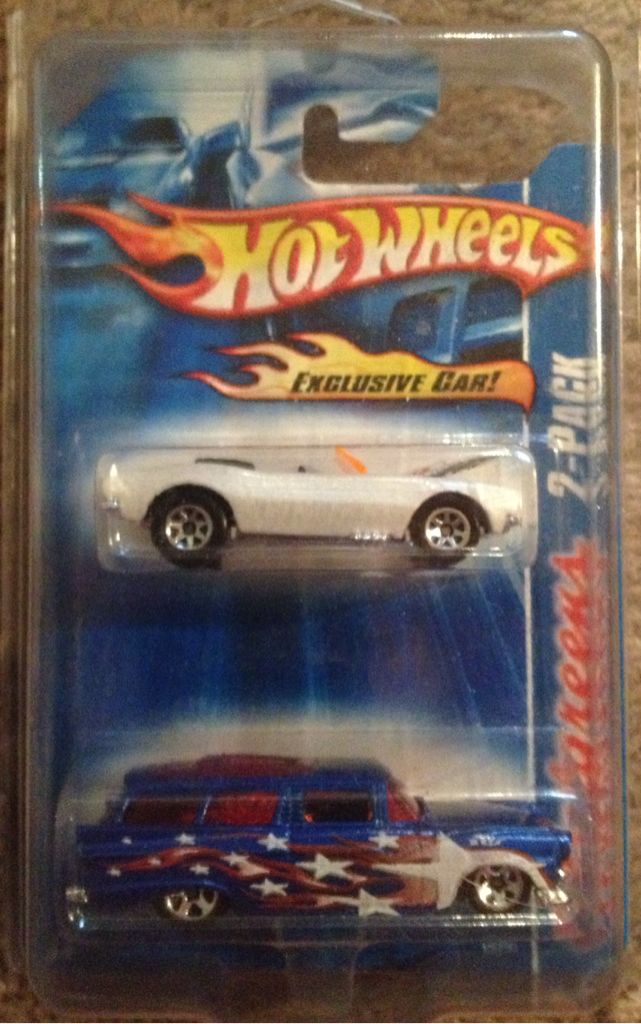 Hot Wheels
Exclusive Car!
2-PACK